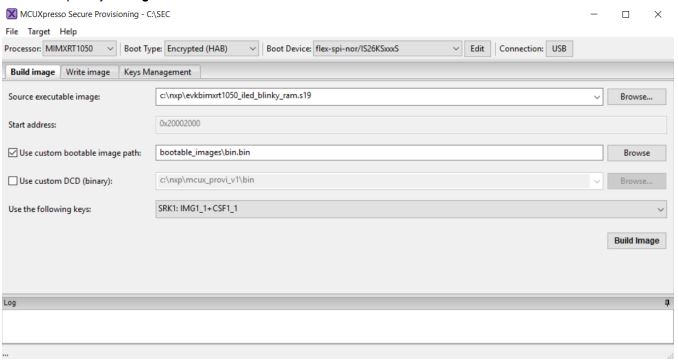 MCUXpresso Secure Provisioning - C:\SEC
File Target Help
Processor: MIMXRT1050 Boot Type: Encrypted (HAB) Boot Device: flex-spi-nor/IS26KSxxxS Edit Connection: USB
Build image Write image Keys Management
Source executable image: c:\nxp\evkbimxrt1050_iled_blinky_ram.s19 Browse...
Start address: 0x20002000
Use custom bootable image path: bootable_images\bin.bin Browse
Use custom DCD (binary): c:\nxp\mcux_provi_v1\bin Browse...
Use the following keys: SRK1: IMG1_1+CSF1_1
Build Image
Log
...